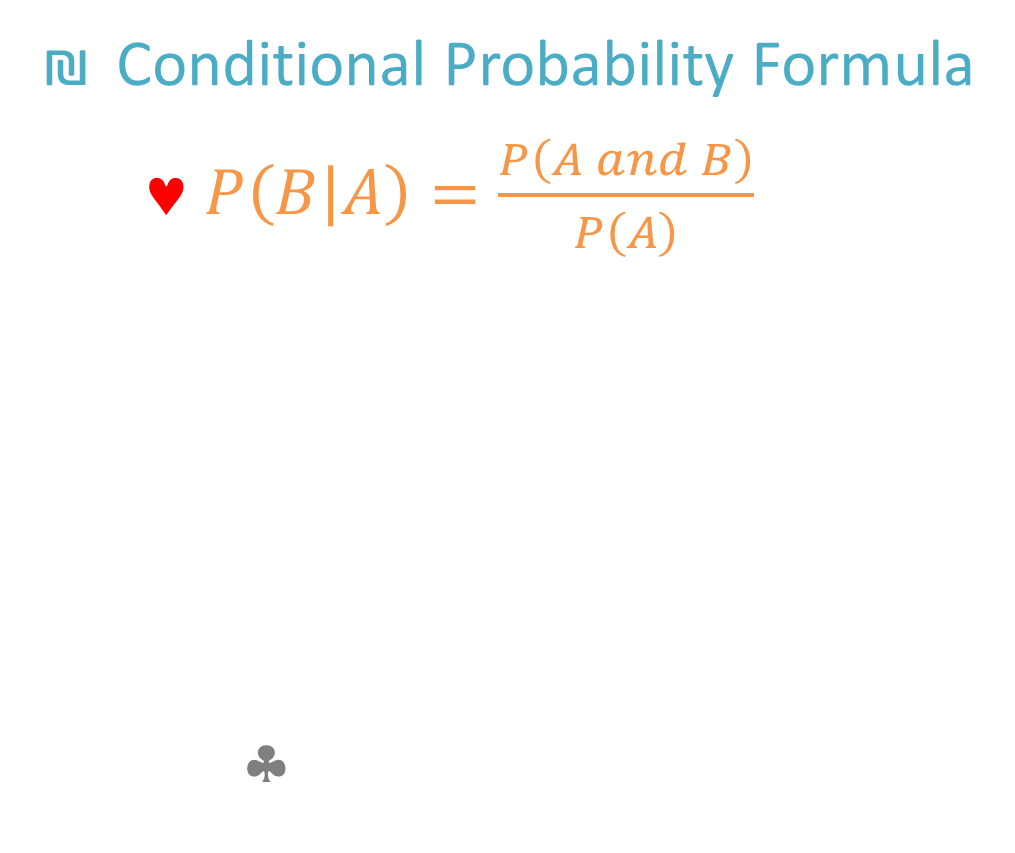 ₪ Conditional Probability Formula
♥ P(B|A) = P(A and B) / P(A)
♣